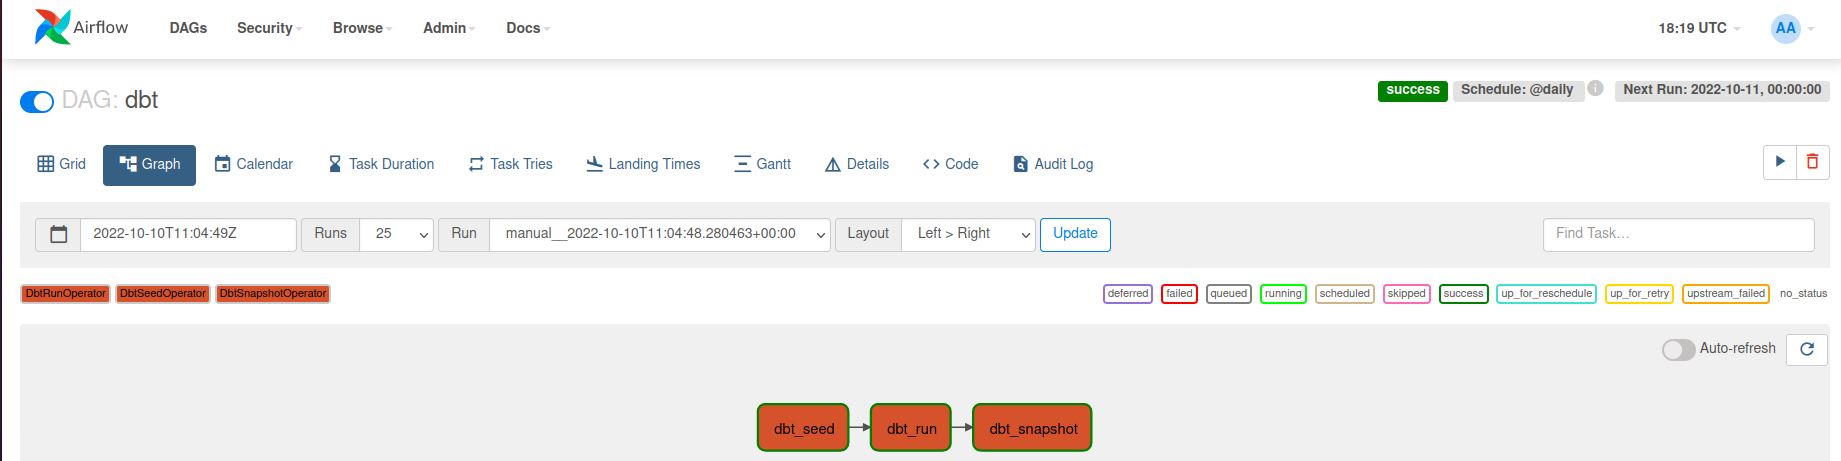 Airflow DAGs Security Browse Admin Docs 18:19 UTC AA
DAG: dbt success Schedule: @daily i Next Run: 2022-10-11, 00:00:00
Grid Graph Calendar Task Duration Task Tries Landing Times Gantt Details <> Code Audit Log
2022-10-10T11:04:49Z Runs 25 Run manual__2022-10-10T11:04:48.280463+00:00 Layout Left > Right Update Find Task...
DbtRunOperator DbtSeedOperator DbtSnapshotOperator deferred failed queued running scheduled skipped success up_for_reschedule up_for_retry upstream_failed no_status
Auto-refresh
dbt_seed dbt_run dbt_snapshot